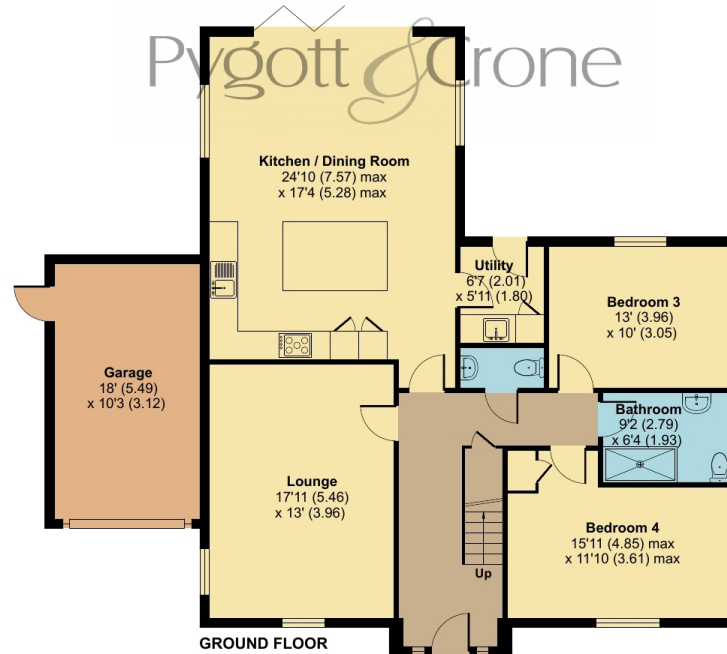 Pygott & Crone
Kitchen / Dining Room
24'10 (7.57) max
x 17'4 (5.28) max
Utility
6'7 (2.01)
x 5'11 (1.80)
Bedroom 3
13' (3.96)
x 10' (3.05)
Garage
18' (5.49)
x 10'3 (3.12)
Bathroom
9'2 (2.79)
x 6'4 (1.93)
Lounge
17'11 (5.46)
x 13' (3.96)
Bedroom 4
15'11 (4.85) max
x 11'10 (3.61) max
Up
GROUND FLOOR